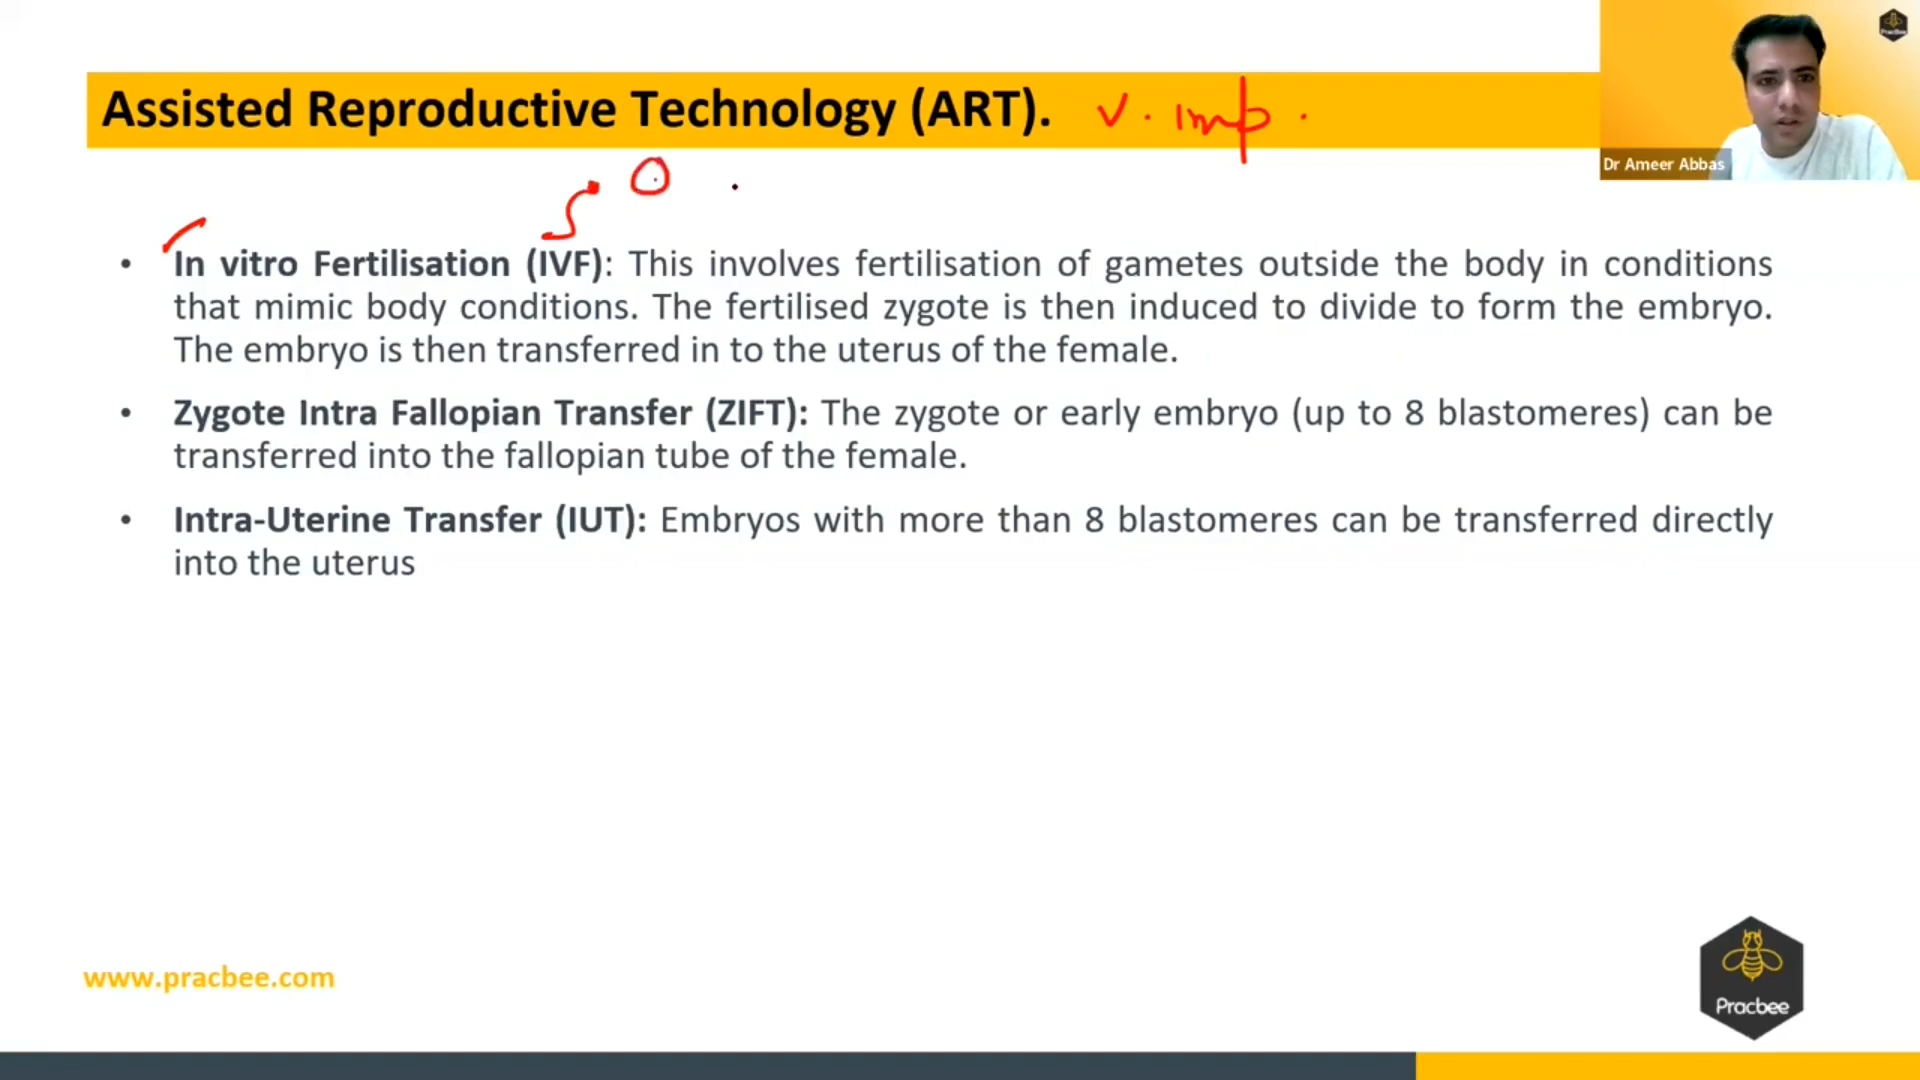 PracBee
Assisted Reproductive Technology (ART). v. imp.
Dr Ameer Abbas
• In vitro Fertilisation (IVF): This involves fertilisation of gametes outside the body in conditions
that mimic body conditions. The fertilised zygote is then induced to divide to form the embryo.
The embryo is then transferred in to the uterus of the female.
• Zygote Intra Fallopian Transfer (ZIFT): The zygote or early embryo (up to 8 blastomeres) can be
transferred into the fallopian tube of the female.
• Intra-Uterine Transfer (IUT): Embryos with more than 8 blastomeres can be transferred directly
into the uterus
www.pracbee.com
Pracbee